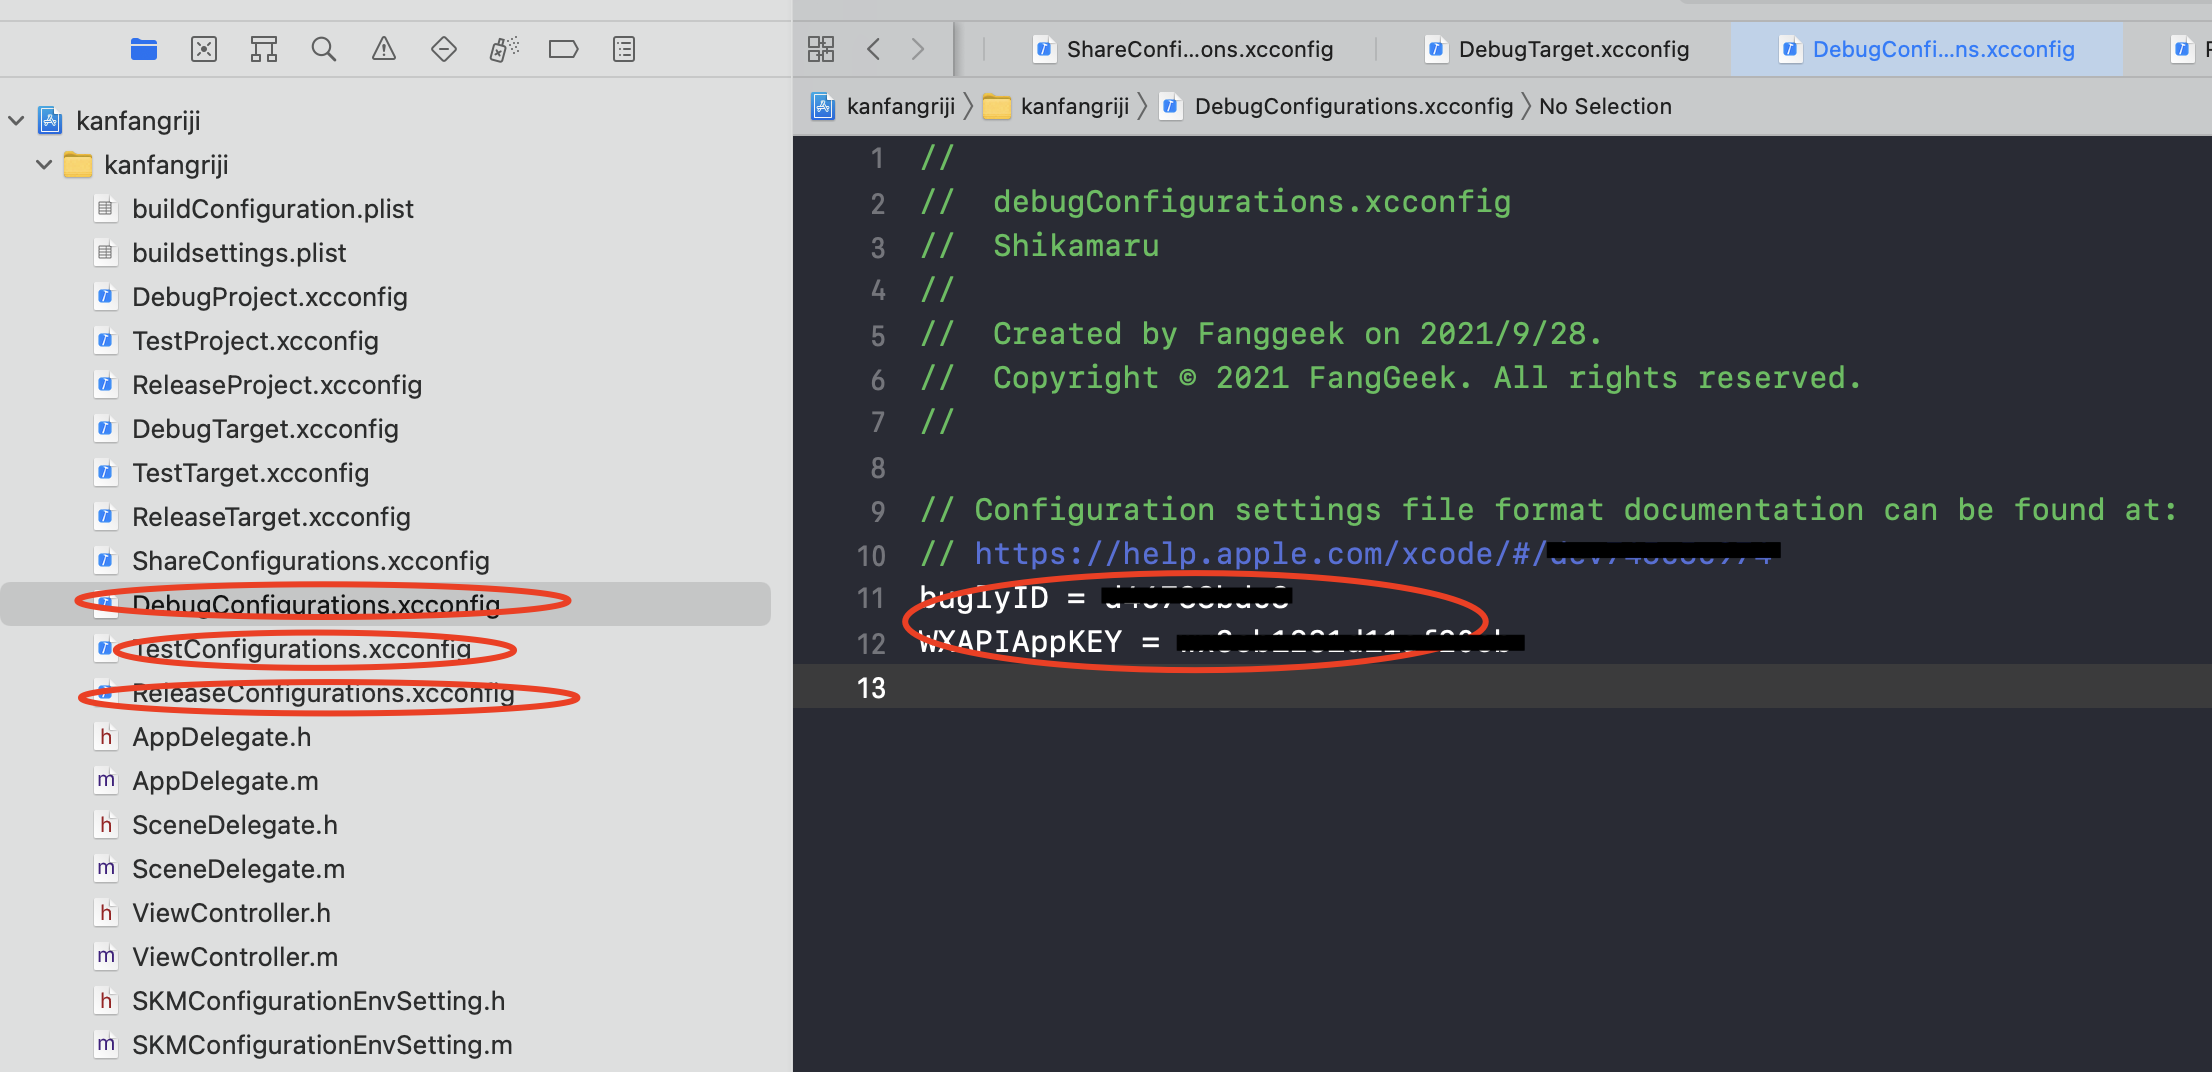 kanfangriji
kanfangriji
buildConfiguration.plist
buildsettings.plist
DebugProject.xcconfig
TestProject.xcconfig
ReleaseProject.xcconfig
DebugTarget.xcconfig
TestTarget.xcconfig
ReleaseTarget.xcconfig
ShareConfigurations.xcconfig
DebugConfigurations.xcconfig
TestConfigurations.xcconfig
ReleaseConfigurations.xcconfig
h AppDelegate.h
m AppDelegate.m
h SceneDelegate.h
m SceneDelegate.m
h ViewController.h
m ViewController.m
h SKMConfigurationEnvSetting.h
m SKMConfigurationEnvSetting.m
ShareConfi...ons.xcconfig
DebugTarget.xcconfig
DebugConfi...ns.xcconfig
kanfangriji 〉 kanfangriji 〉 DebugConfigurations.xcconfig 〉 No Selection
1 //
2 // debugConfigurations.xcconfig
3 // Shikamaru
4 //
5 // Created by Fanggeek on 2021/9/28.
6 // Copyright © 2021 FangGeek. All rights reserved.
7 //
8
9 // Configuration settings file format documentation can be found at:
10 // https://help.apple.com/xcode/#/
11 buglyID =
12 WXAPIAppKEY =
13